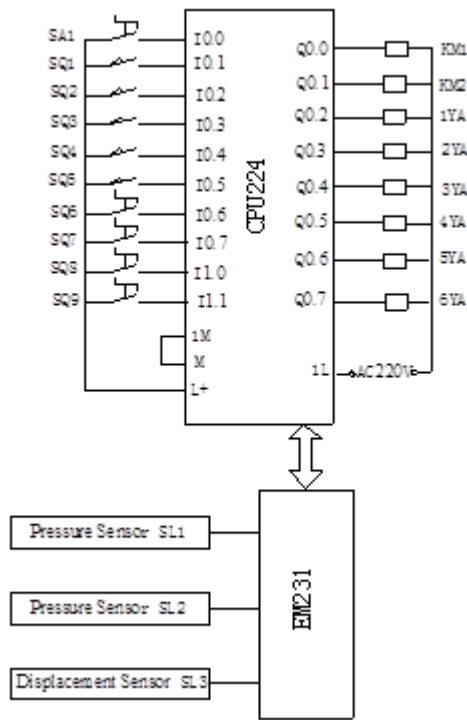 SA1 I0.0 Q0.0 KM1
SQ1 I0.1 Q0.1 KM2
SQ2 I0.2 Q0.2 1YA
SQ3 I0.3 Q0.3 2YA
SQ4 I0.4 Q0.4 3YA
SQ5 I0.5 Q0.5 4YA
SQ6 I0.6 Q0.6 5YA
SQ7 I0.7 Q0.7 6YA
SQ8 I1.0
SQ9 I1.1
1M
M
L+
1L AC220V
CPU224
Pressure Sensor SL1
Pressure Sensor SL2
Displacement Sensor SL3
EM231